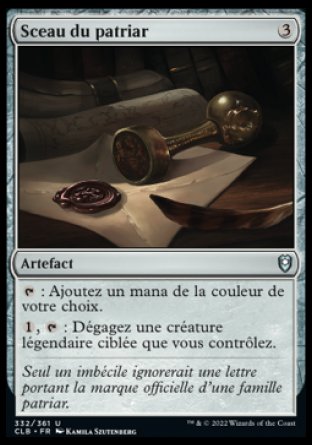 Sceau du patriar 3
Artefact
: Ajoutez un mana de la couleur de
votre choix.
1, : Dégagez une créature
légendaire ciblée que vous contrôlez.
Seul un imbécile ignorerait une lettre
portant la marque officielle d'une famille
patriar.
332/361 U
CLB • FR Kamila Szutenberg
™ & © 2022 Wizards of the Coast